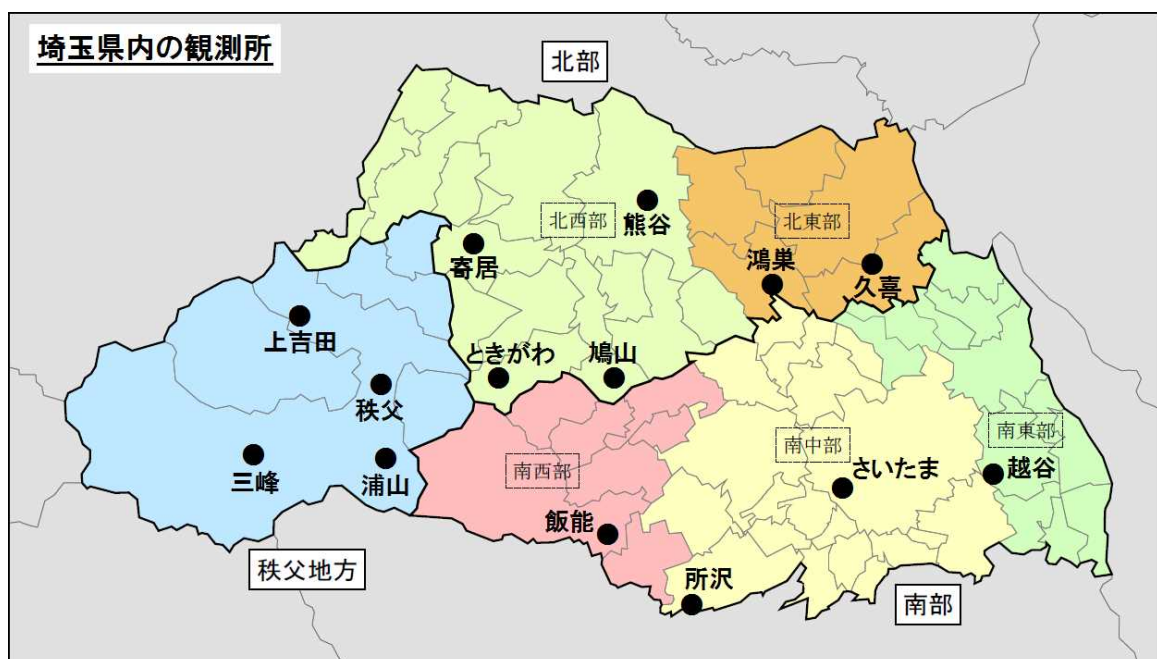 埼玉県内の観測所
北部
北西部
熊谷
北東部
寄居
鴻巣
久喜
上吉田
ときがわ
鳩山
秩父
南中部
南東部
三峰
浦山
南西部
さいたま
越谷
飯能
秩父地方
所沢
南部